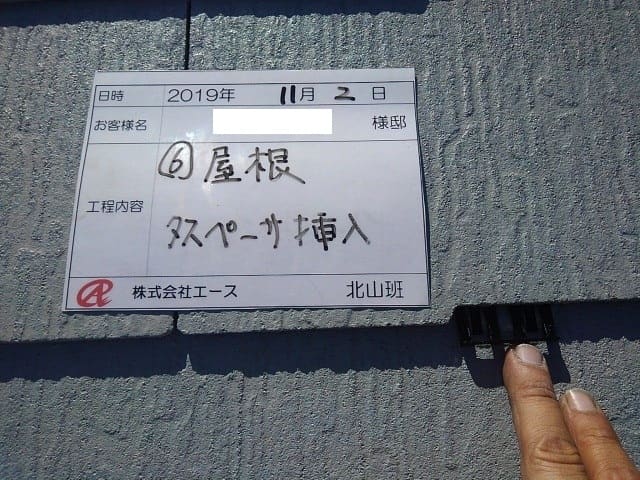 日時 2019年 11月 2日
お客様名 様邸
工程内容 ⑥屋根
タスペーサ挿入
株式会社エース 北山班